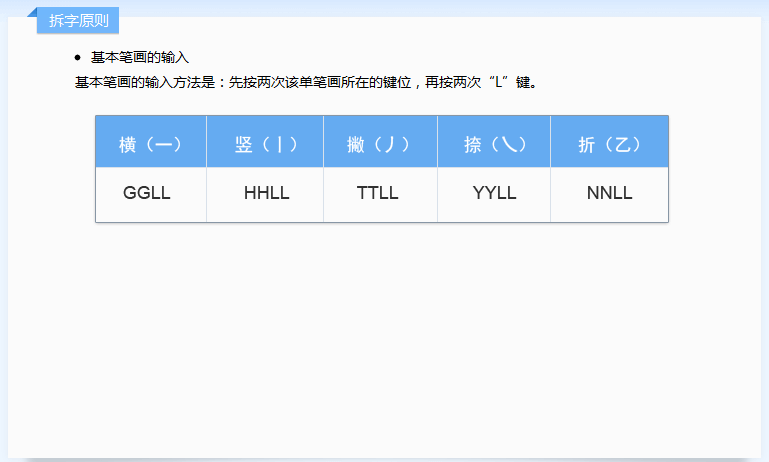 拆字原则
基本笔画的输入
基本笔画的输入方法是：先按两次该单笔画所在的键位，再按两次“L”键。
横（一） 竖（丨） 撇（丿） 捺（乀） 折（乙）
GGLL HHLL TTLL YYLL NNLL